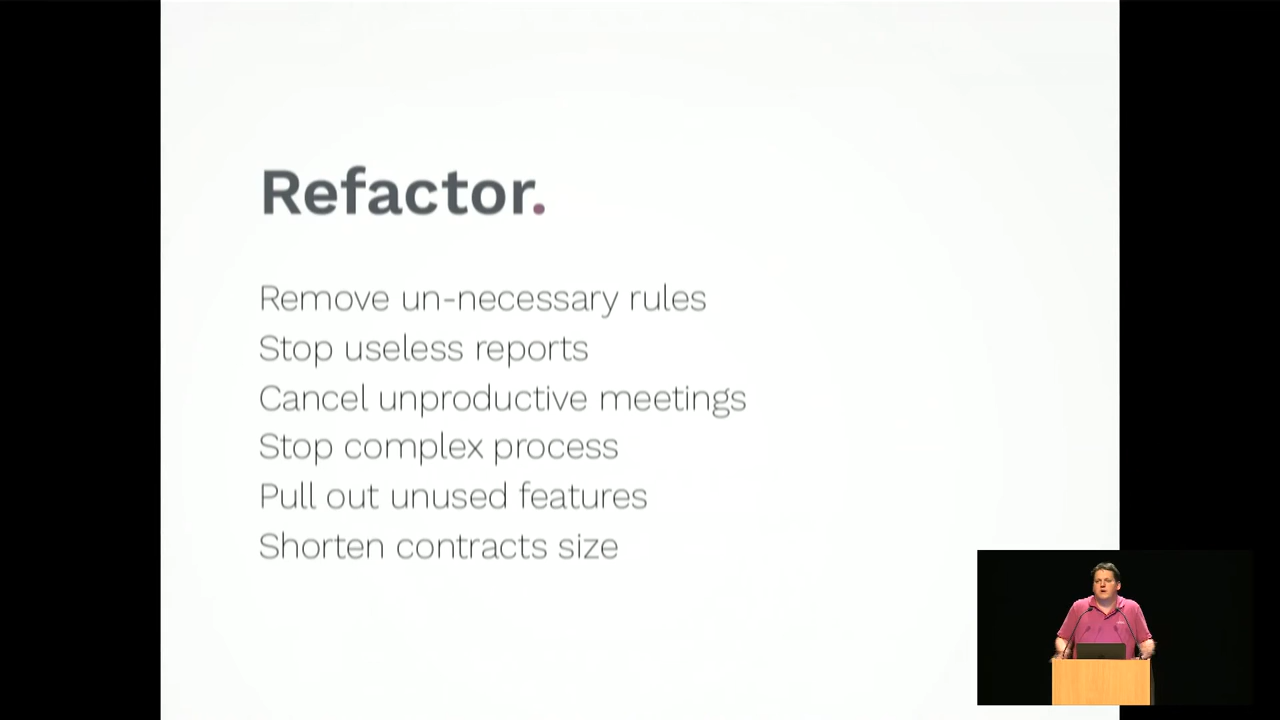 Refactor.
Remove un-necessary rules
Stop useless reports
Cancel unproductive meetings
Stop complex process
Pull out unused features
Shorten contracts size